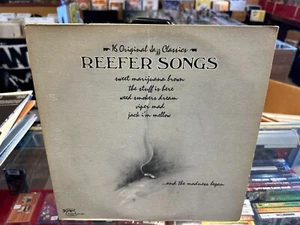 16 Original Jazz Classics
REEFER SONGS
sweet marijuana brown
the stuff is here
weed smokers dream
viper mad
jack i'm mellow
...and the madness began